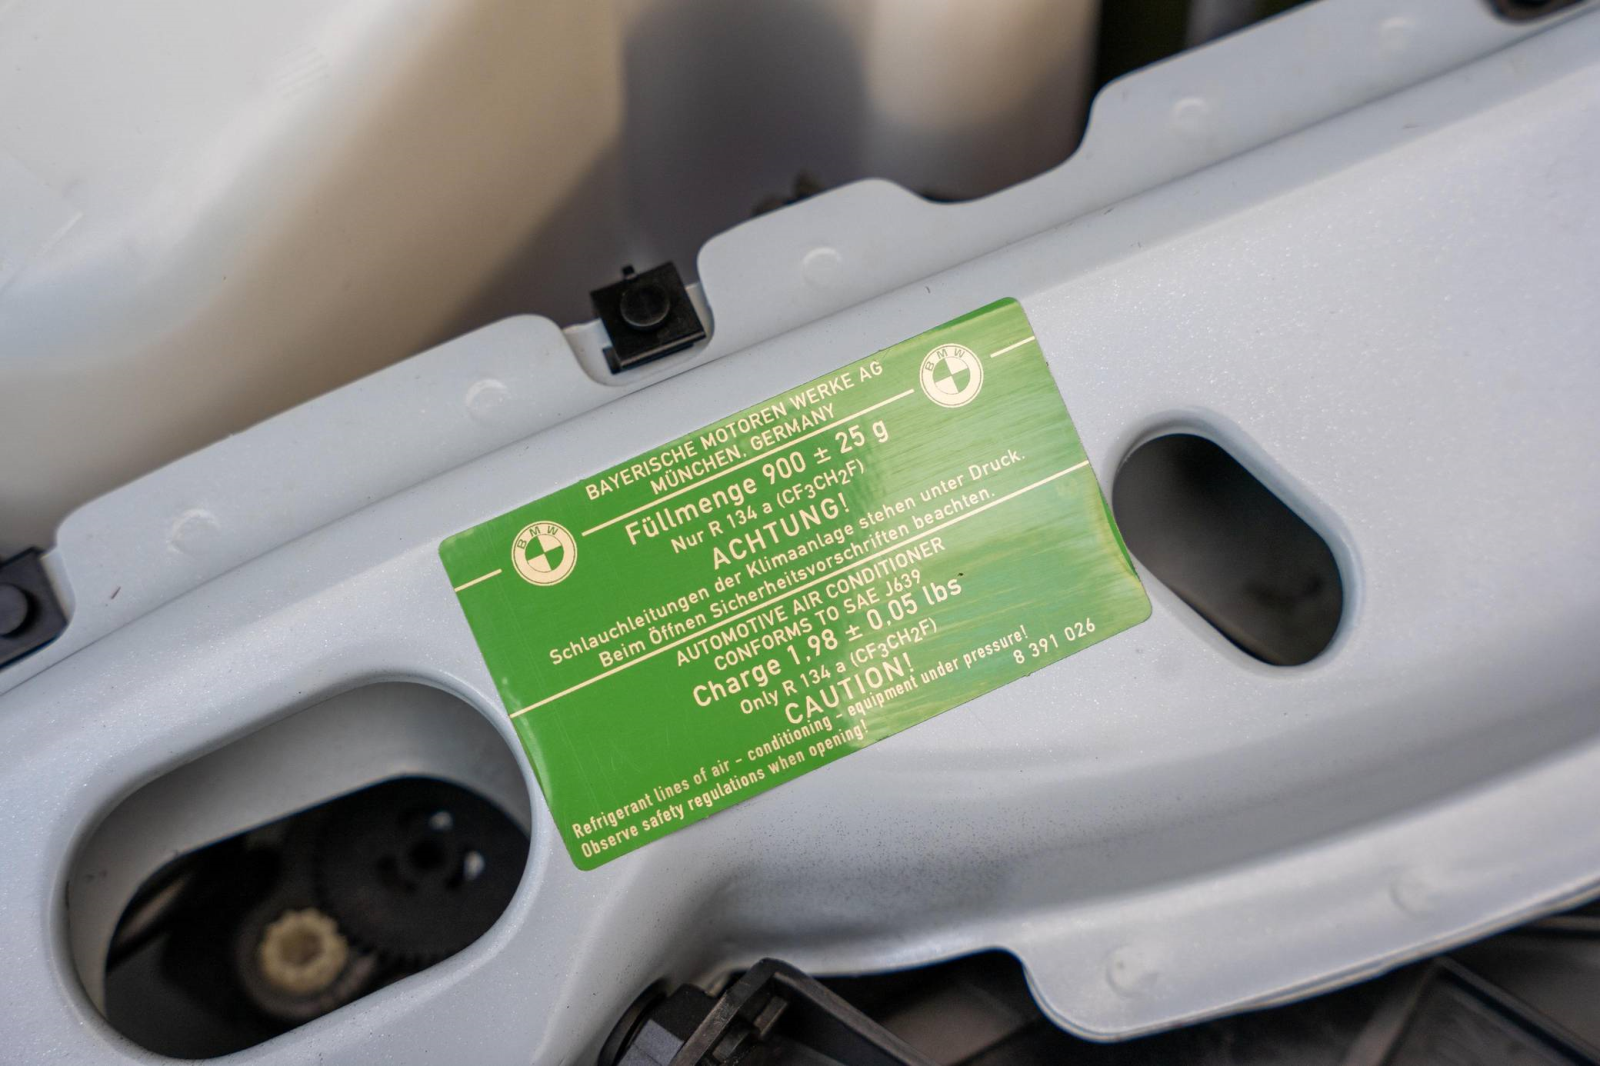 BAYERISCHE MOTOREN WERKE AG
MÜNCHEN, GERMANY
BMW
BMW
Füllmenge 900 ± 25 g
Nur R 134 a (CF3CH2F)
ACHTUNG!
Schlauchleitungen der Klimaanlage stehen unter Druck.
Beim Öffnen Sicherheitsvorschriften beachten.
AUTOMOTIVE AIR CONDITIONER
CONFORMS TO SAE J639
Charge 1,98 ± 0,05 lbs
Only R 134 a (CF3CH2F)
CAUTION!
Refrigerant lines of air - conditioning - equipment under pressure!
Observe safety regulations when opening!
8 391 026